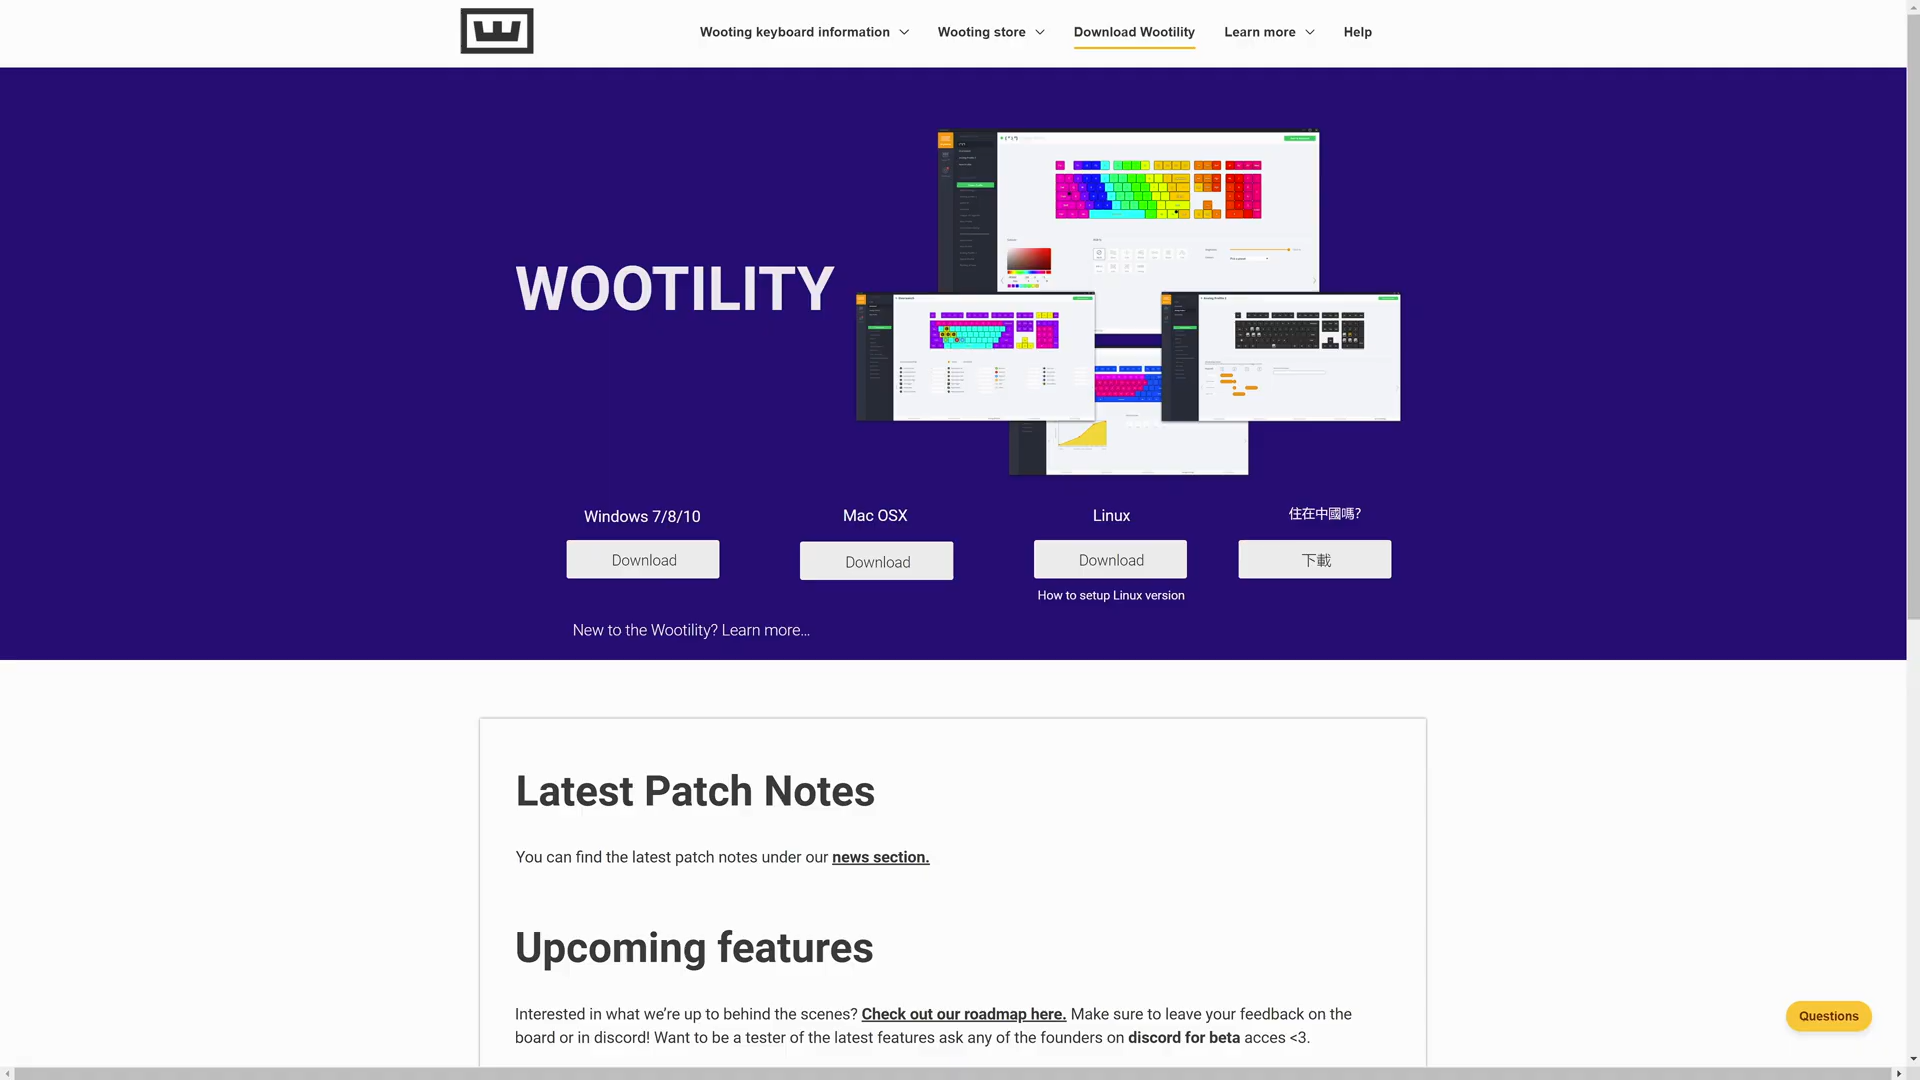 Wooting keyboard information Wooting store Download Wootility Learn more Help
WOOTILITY
Windows 7/8/10 Mac OSX Linux 住在中國嗎?
Download Download Download 下載
How to setup Linux version
New to the Wootility? Learn more...
Latest Patch Notes
You can find the latest patch notes under our news section.
Upcoming features
Interested in what we’re up to behind the scenes? Check out our roadmap here. Make sure to leave your feedback on the
board or in discord! Want to be a tester of the latest features ask any of the founders on discord for beta acces <3.
Questions